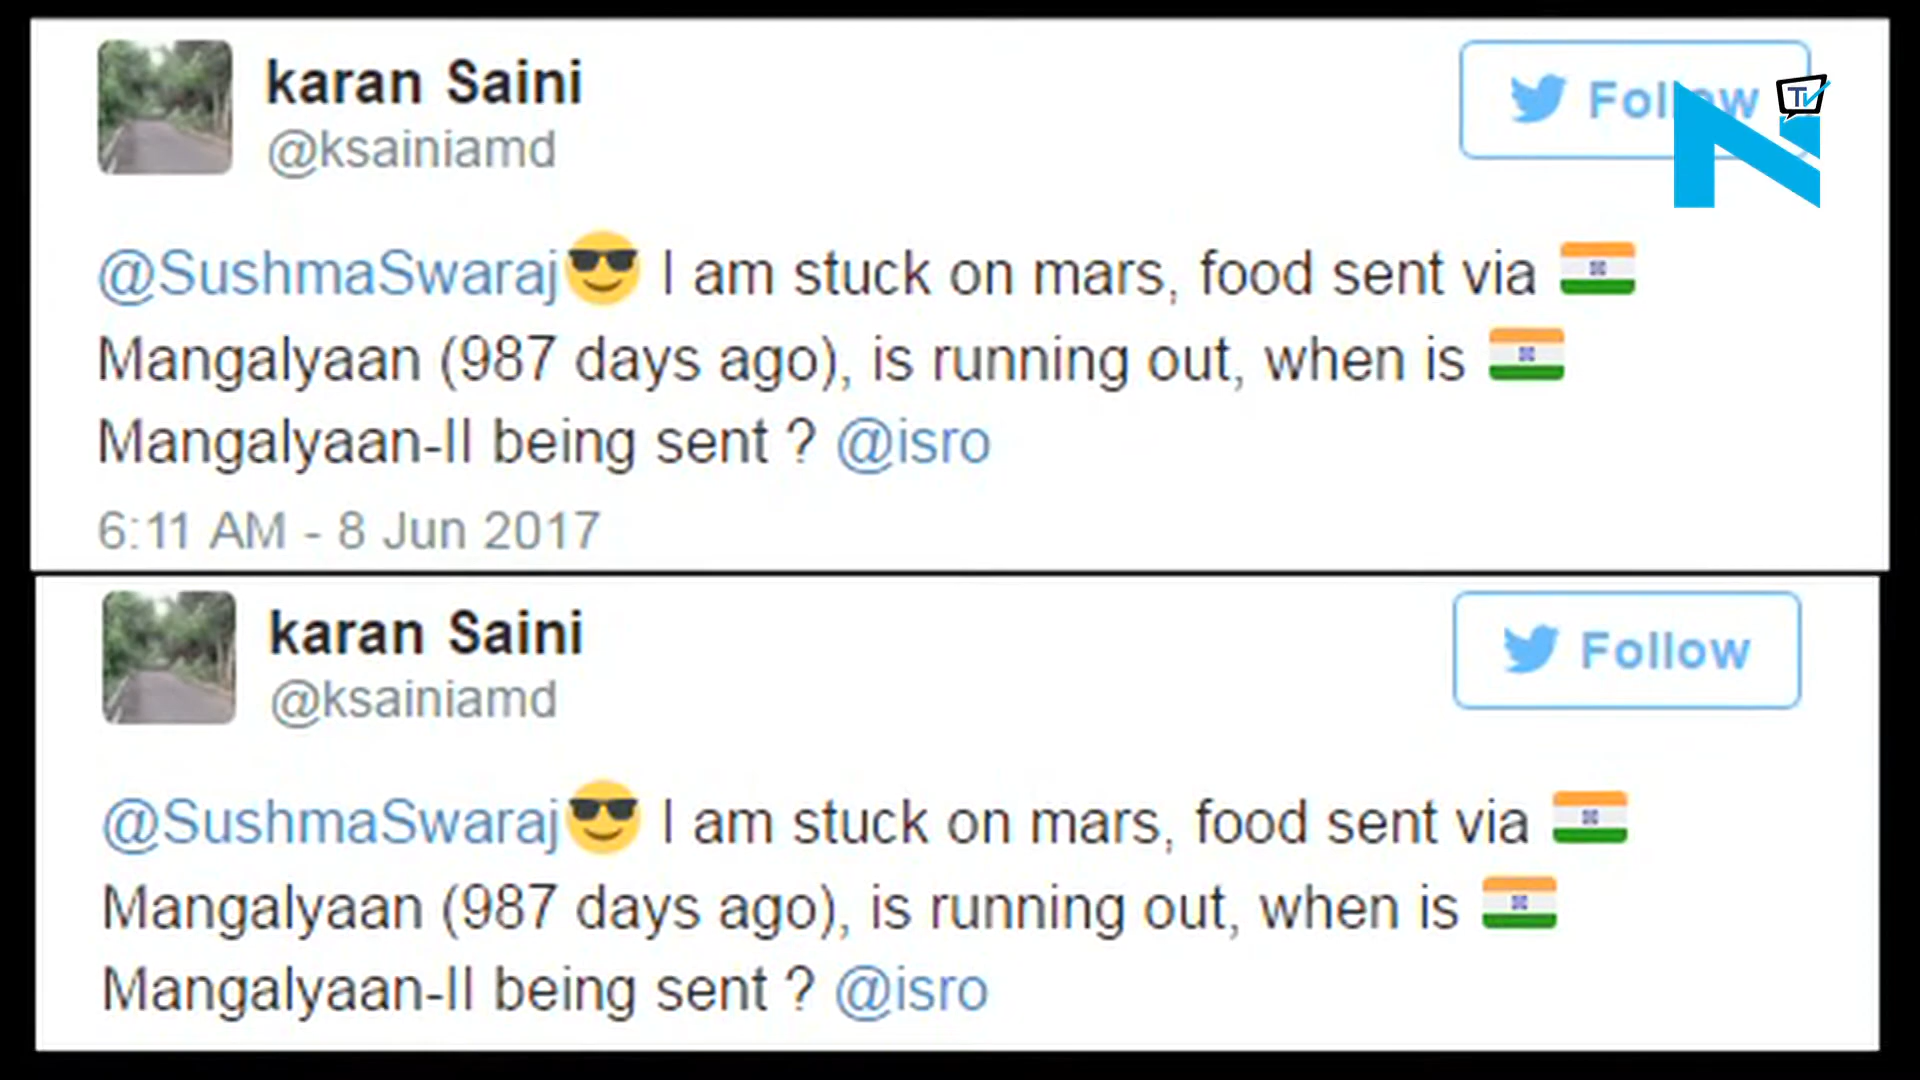 karan Saini
@ksainiamd
Follow
TV
N
@SushmaSwaraj😎 I am stuck on mars, food sent via 🇮🇳
Mangalyaan (987 days ago), is running out, when is 🇮🇳
Mangalyaan-II being sent ? @isro
6:11 AM - 8 Jun 2017
karan Saini
@ksainiamd
Follow
@SushmaSwaraj😎 I am stuck on mars, food sent via 🇮🇳
Mangalyaan (987 days ago), is running out, when is 🇮🇳
Mangalyaan-II being sent ? @isro